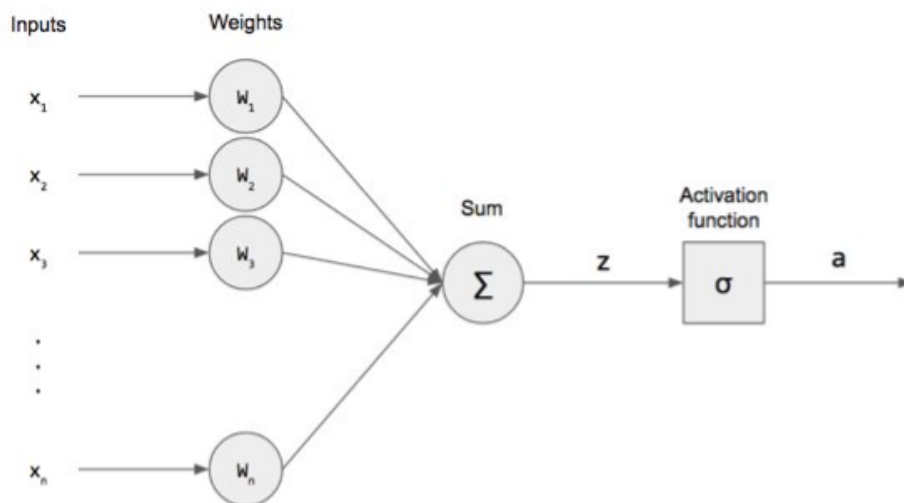 Inputs
Weights
x₁
W₁
x₂
W₂
x₃
W₃
Sum
Σ
z
Activation
function
σ
a
.
.
.
xₙ
Wₙ